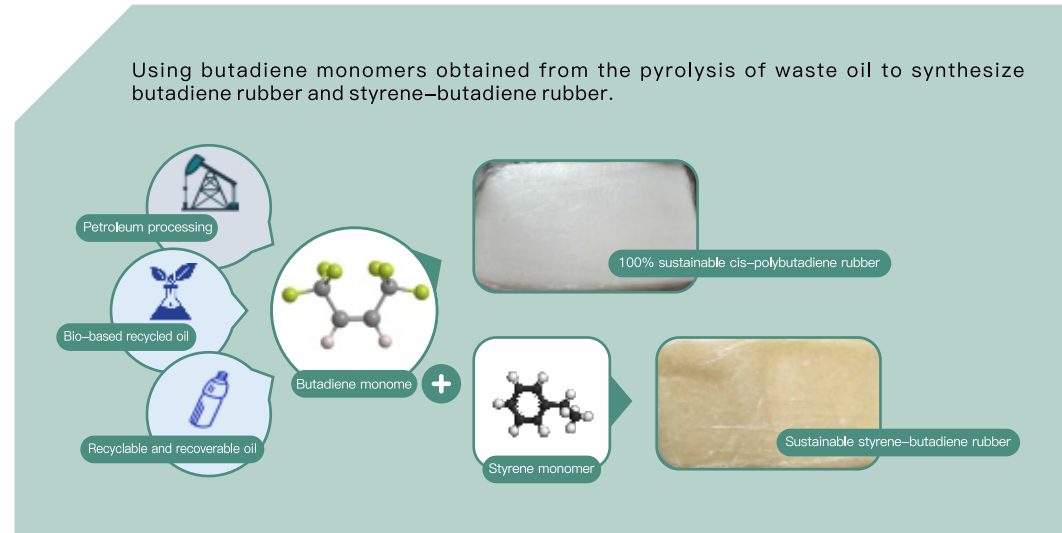 Using butadiene monomers obtained from the pyrolysis of waste oil to synthesize
butadiene rubber and styrene–butadiene rubber.
Petroleum processing
100% sustainable cis–polybutadiene rubber
Bio–based recycled oil
Butadiene monome
Recyclable and recoverable oil
Styrene monomer
Sustainable styrene–butadiene rubber